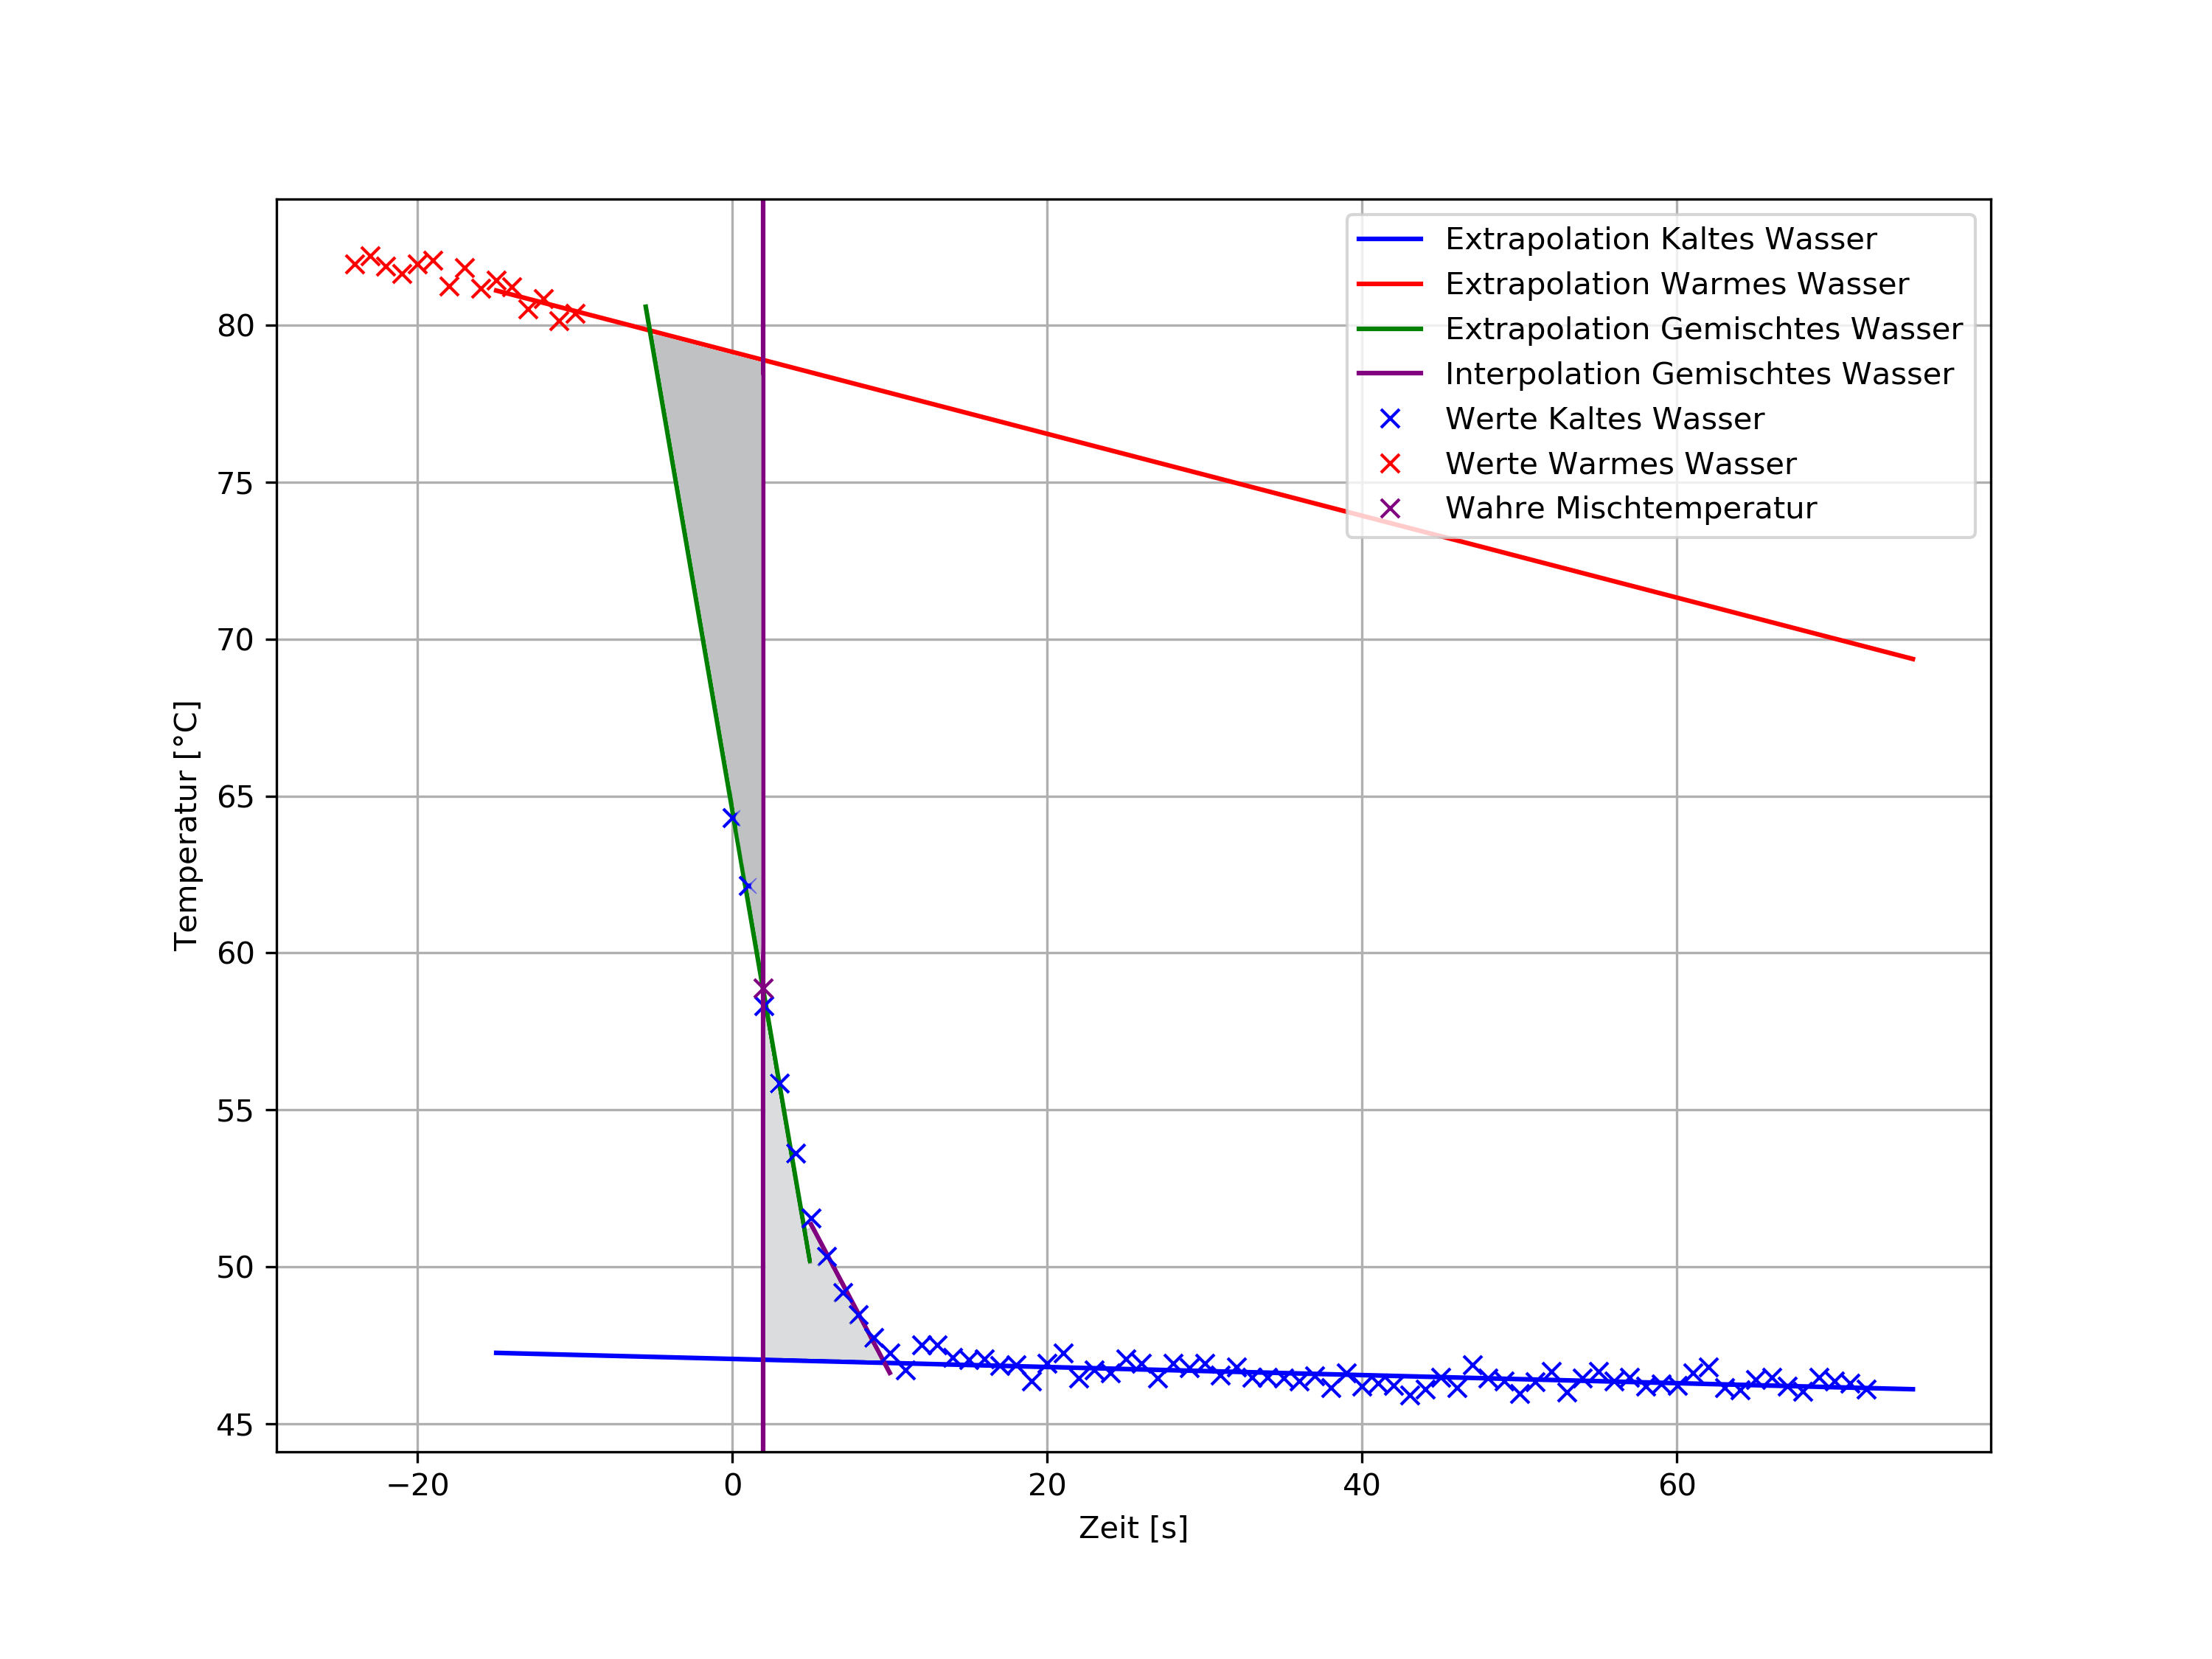 Extrapolation Kaltes Wasser
Extrapolation Warmes Wasser
Extrapolation Gemischtes Wasser
Interpolation Gemischtes Wasser
Werte Kaltes Wasser
Werte Warmes Wasser
Wahre Mischtemperatur
80
75
70
65
60
55
50
45
Temperatur [°C]
−20 0 20 40 60
Zeit [s]